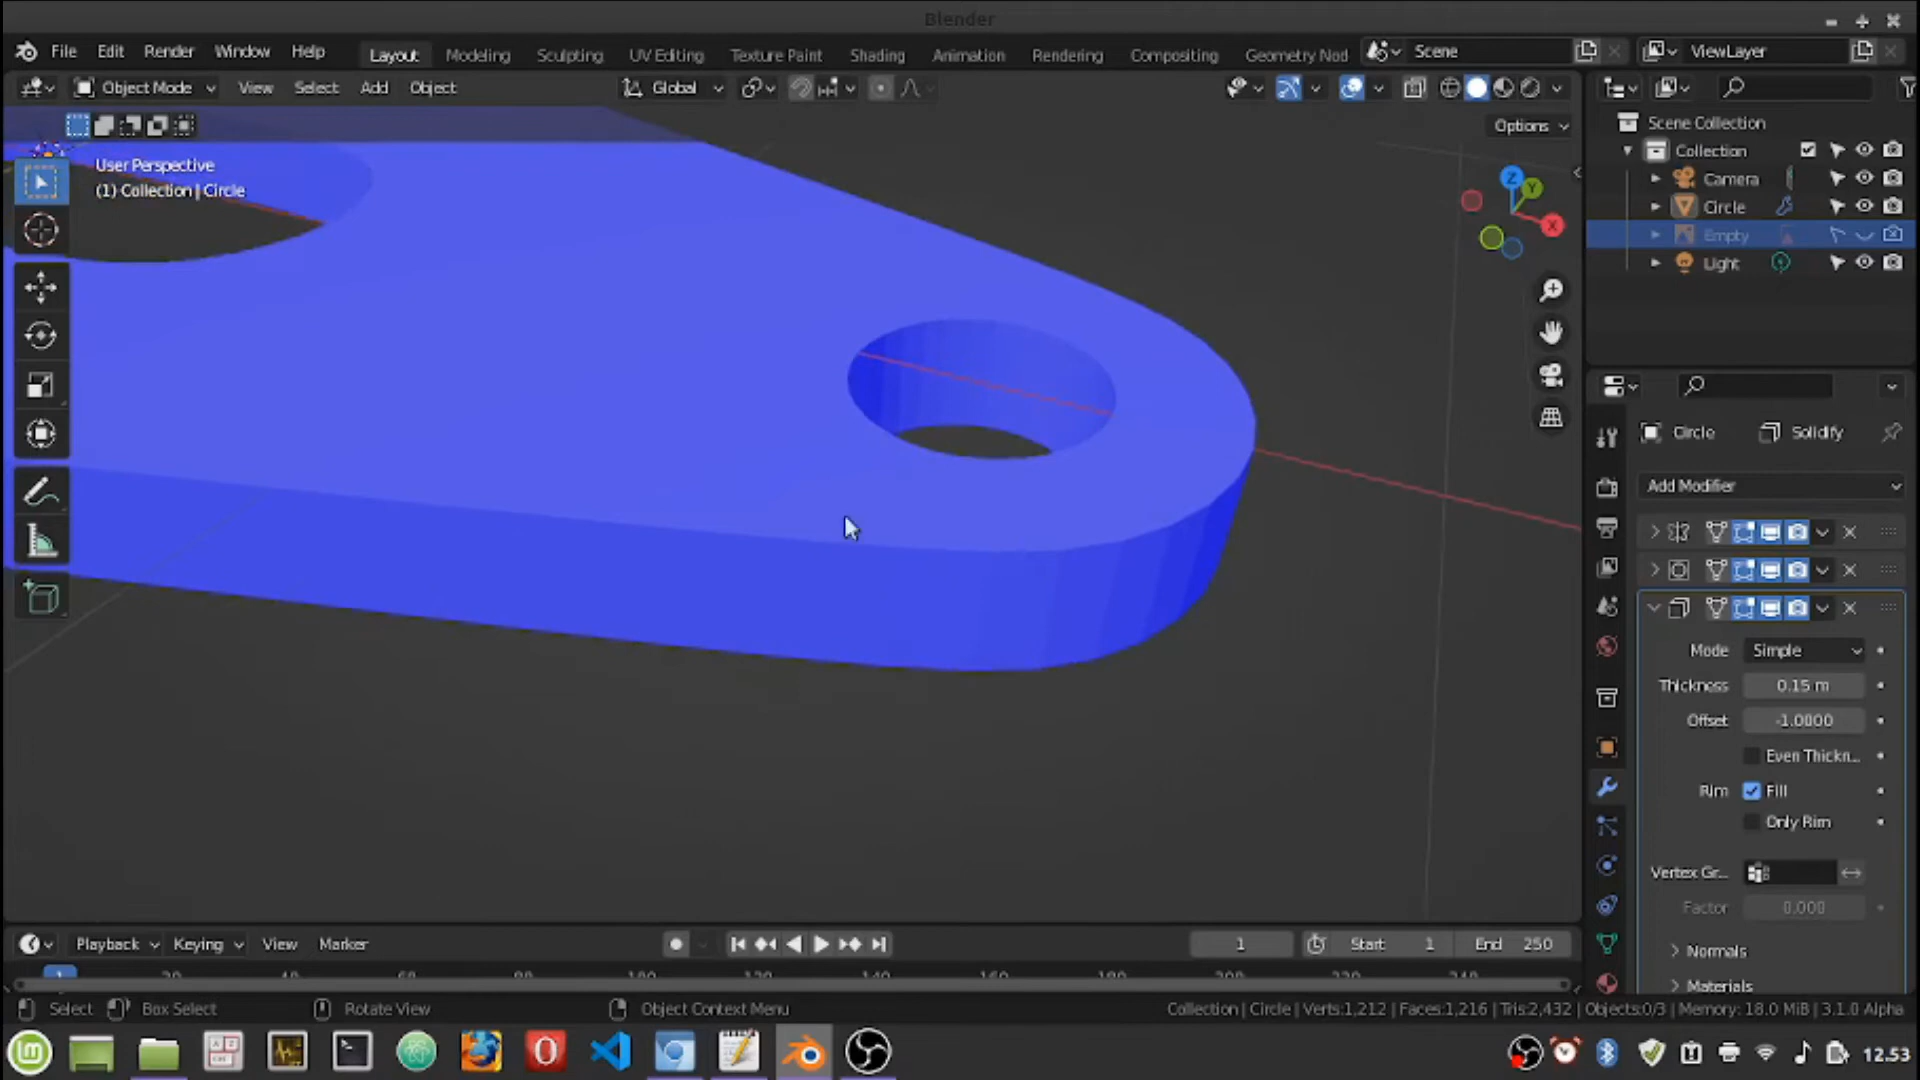 Blender
File Edit Render Window Help Layout Modeling Sculpting UV Editing Texture Paint Shading Animation Rendering Compositing Geometry Nod Scene ViewLayer
Object Mode View Select Add Object Global
Options
User Perspective
(1) Collection | Circle
Z
Y
X
Scene Collection
Collection
Camera
Circle
Empty
Light
Circle Solidify
Add Modifier
Mode Simple
Thickness 0.15 m
Offset -1.0000
Even Thickn...
Rim Fill
Only Rim
Vertex Gr...
Factor 0.000
Normals
Materials
Playback Keying View Marker 1 Start 1 End 250
1
Select Box Select Rotate View Object Context Menu Collection | Circle | Verts:1,212 | Faces:1,216 | Tris:2,432 | Objects:0/3 | Memory: 18.0 MiB | 3.1.0 Alpha
12.53